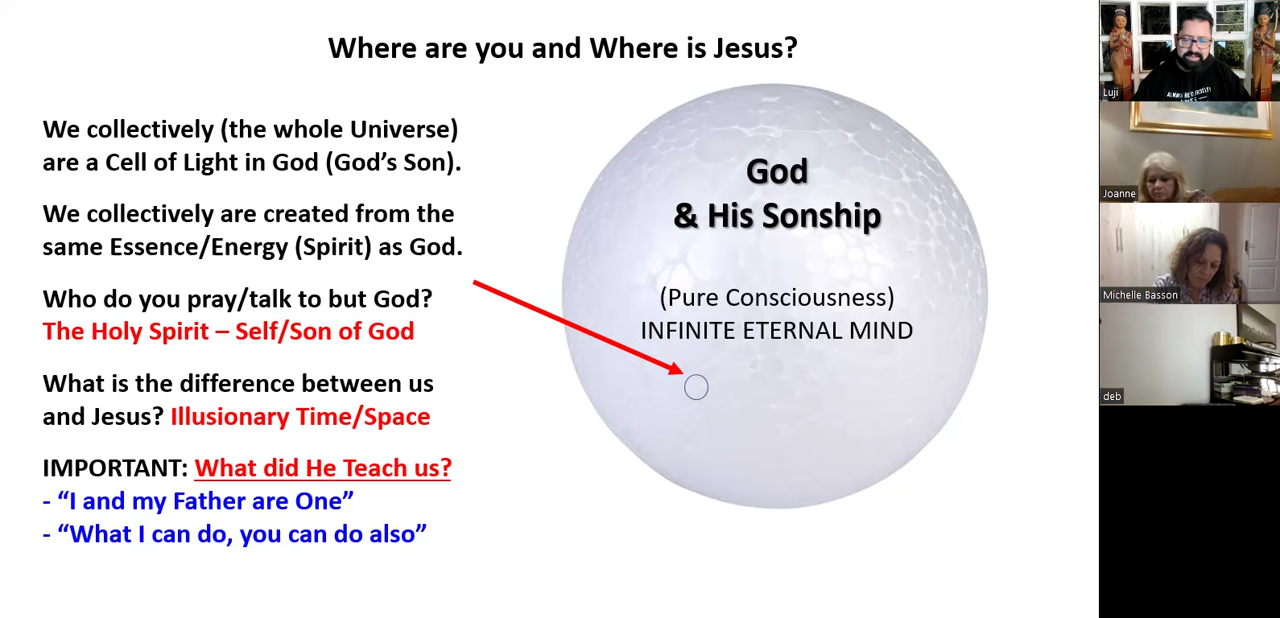 Where are you and Where is Jesus?
We collectively (the whole Universe)
are a Cell of Light in God (God’s Son).
We collectively are created from the
same Essence/Energy (Spirit) as God.
Who do you pray/talk to but God?
The Holy Spirit – Self/Son of God
What is the difference between us
and Jesus? Illusionary Time/Space
IMPORTANT: What did He Teach us?
- “I and my Father are One”
- “What I can do, you can do also”
God
& His Sonship
(Pure Consciousness)
INFINITE ETERNAL MIND
Luji
Joanne
Michelle Basson
deb